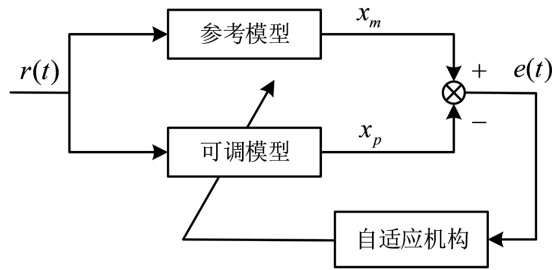 参考模型
x_m
r(t)
+
e(t)
可调模型
x_p
−
自适应机构